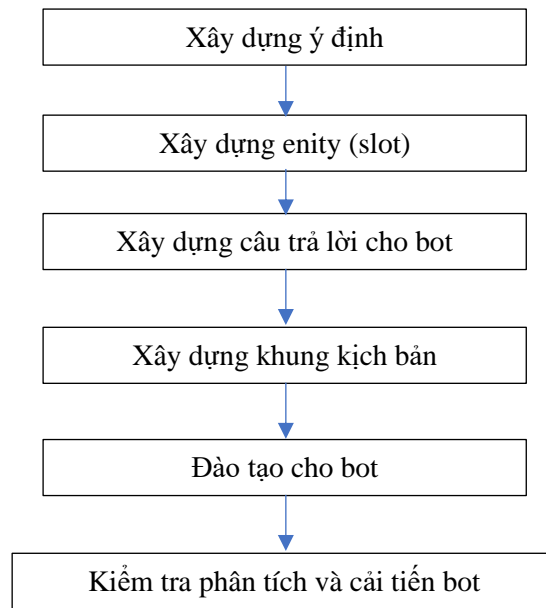 Xây dựng ý định
Xây dựng enity (slot)
Xây dựng câu trả lời cho bot
Xây dựng khung kịch bản
Đào tạo cho bot
Kiểm tra phân tích và cải tiến bot